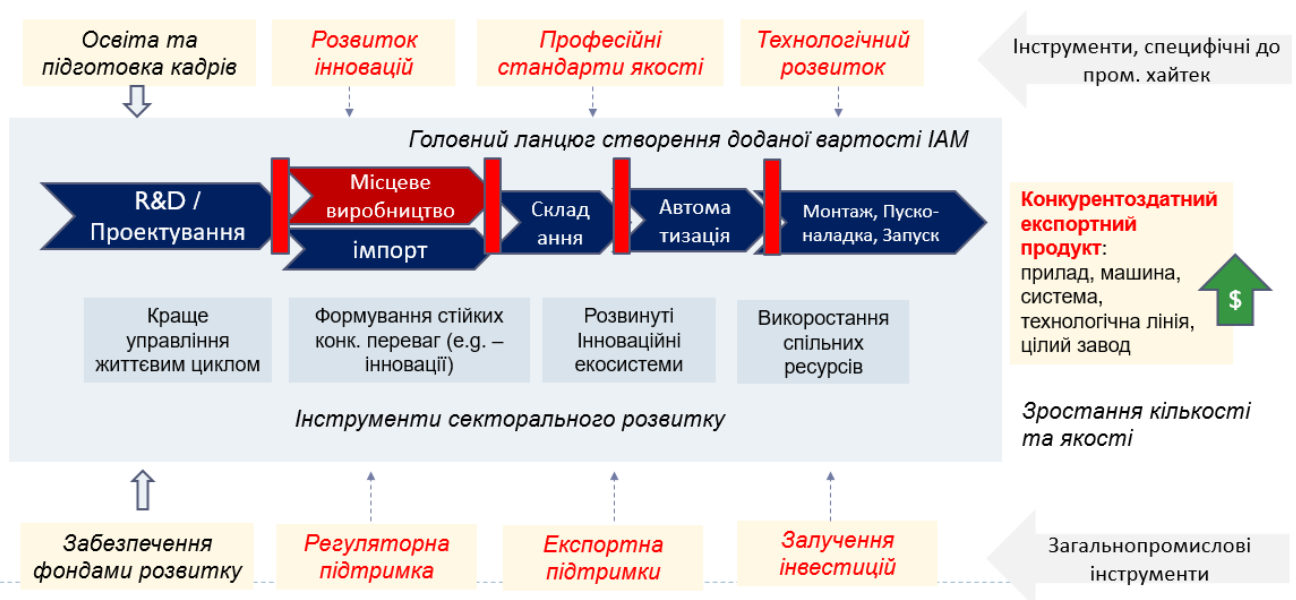 Освіта та
підготовка кадрів
Розвиток
інновацій
Професійні
стандарти якості
Технологічний
розвиток
Інструменти, специфічні до
пром. хайтек
Головний ланцюг створення доданої вартості ІАМ
R&D /
Проектування
Місцеве
виробництво
імпорт
Склад
ання
Автома
тизація
Монтаж, Пуско-
наладка, Запуск
Конкурентоздатний
експортний
продукт:
прилад, машина,
система,
технологічна лінія,
цілий завод
$
Краще
управління
життєвим циклом
Формування стійких
конк. переваг (e.g. –
інновації)
Розвинуті
Інноваційні
екосистеми
Викоростання
спільних
ресурсів
Інструменти секторального розвитку
Зростання кількості
та якості
Забезпечення
фондами розвитку
Регуляторна
підтримка
Експортна
підтримки
Залучення
інвестицій
Загальнопромислові
інструменти